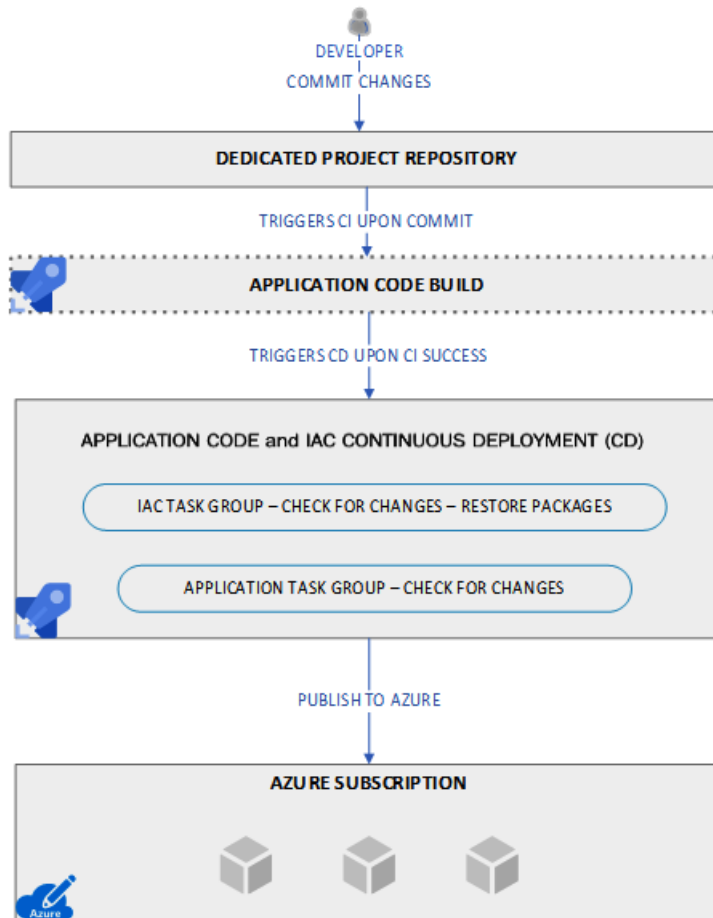 DEVELOPER
COMMIT CHANGES
DEDICATED PROJECT REPOSITORY
TRIGGERS CI UPON COMMIT
APPLICATION CODE BUILD
TRIGGERS CD UPON CI SUCCESS
APPLICATION CODE and IAC CONTINUOUS DEPLOYMENT (CD)
IAC TASK GROUP – CHECK FOR CHANGES – RESTORE PACKAGES
APPLICATION TASK GROUP – CHECK FOR CHANGES
PUBLISH TO AZURE
AZURE SUBSCRIPTION
Azure